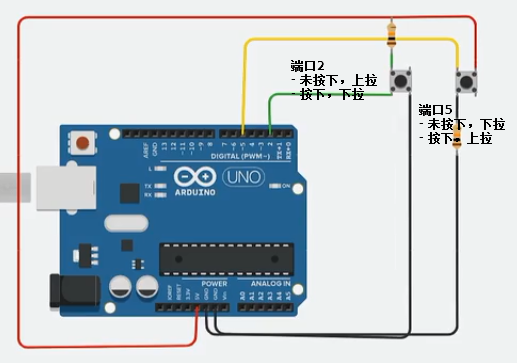 端口2
- 未按下，上拉
- 按下，下拉
端口5
- 未按下，下拉
- 按下，上拉
AREF
GND
13
12
~11
~10
~9
8
7
~6
~5
4
~3
2
TX→1
RX←0
DIGITAL (PWM~)
L
TX
RX
UNO
ON
ARDUINO
POWER
ANALOG IN
IOREF
RESET
3.3V
5V
GND
GND
Vin
A0
A1
A2
A3
A4
A5